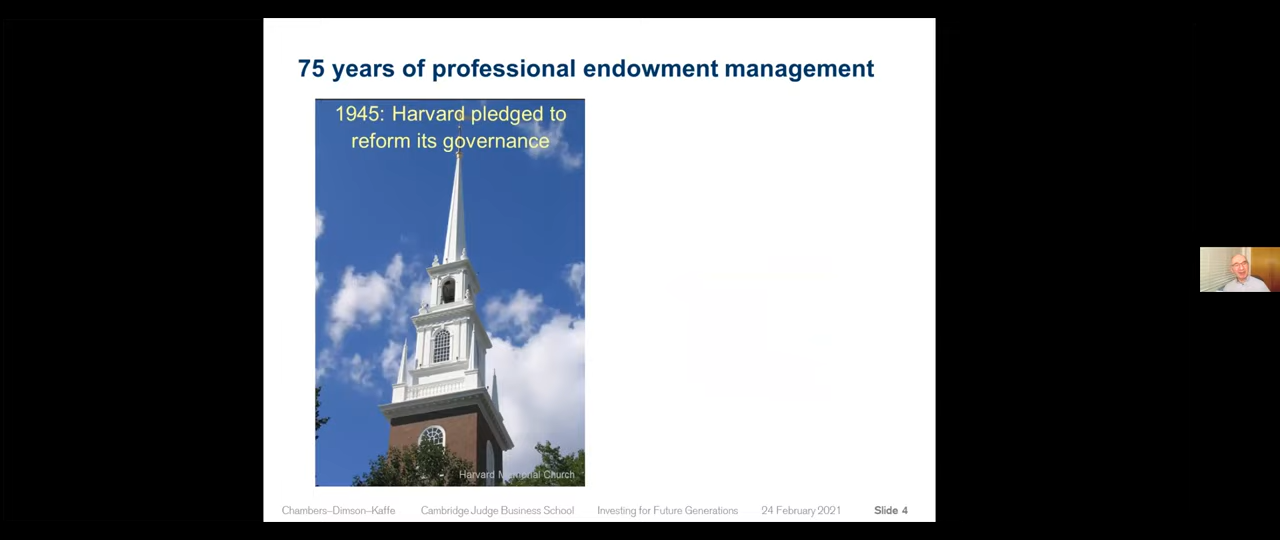 75 years of professional endowment management
1945: Harvard pledged to
reform its governance
Harvard Memorial Church
Chambers–Dimson–Kaffe Cambridge Judge Business School Investing for Future Generations 24 February 2021 Slide 4